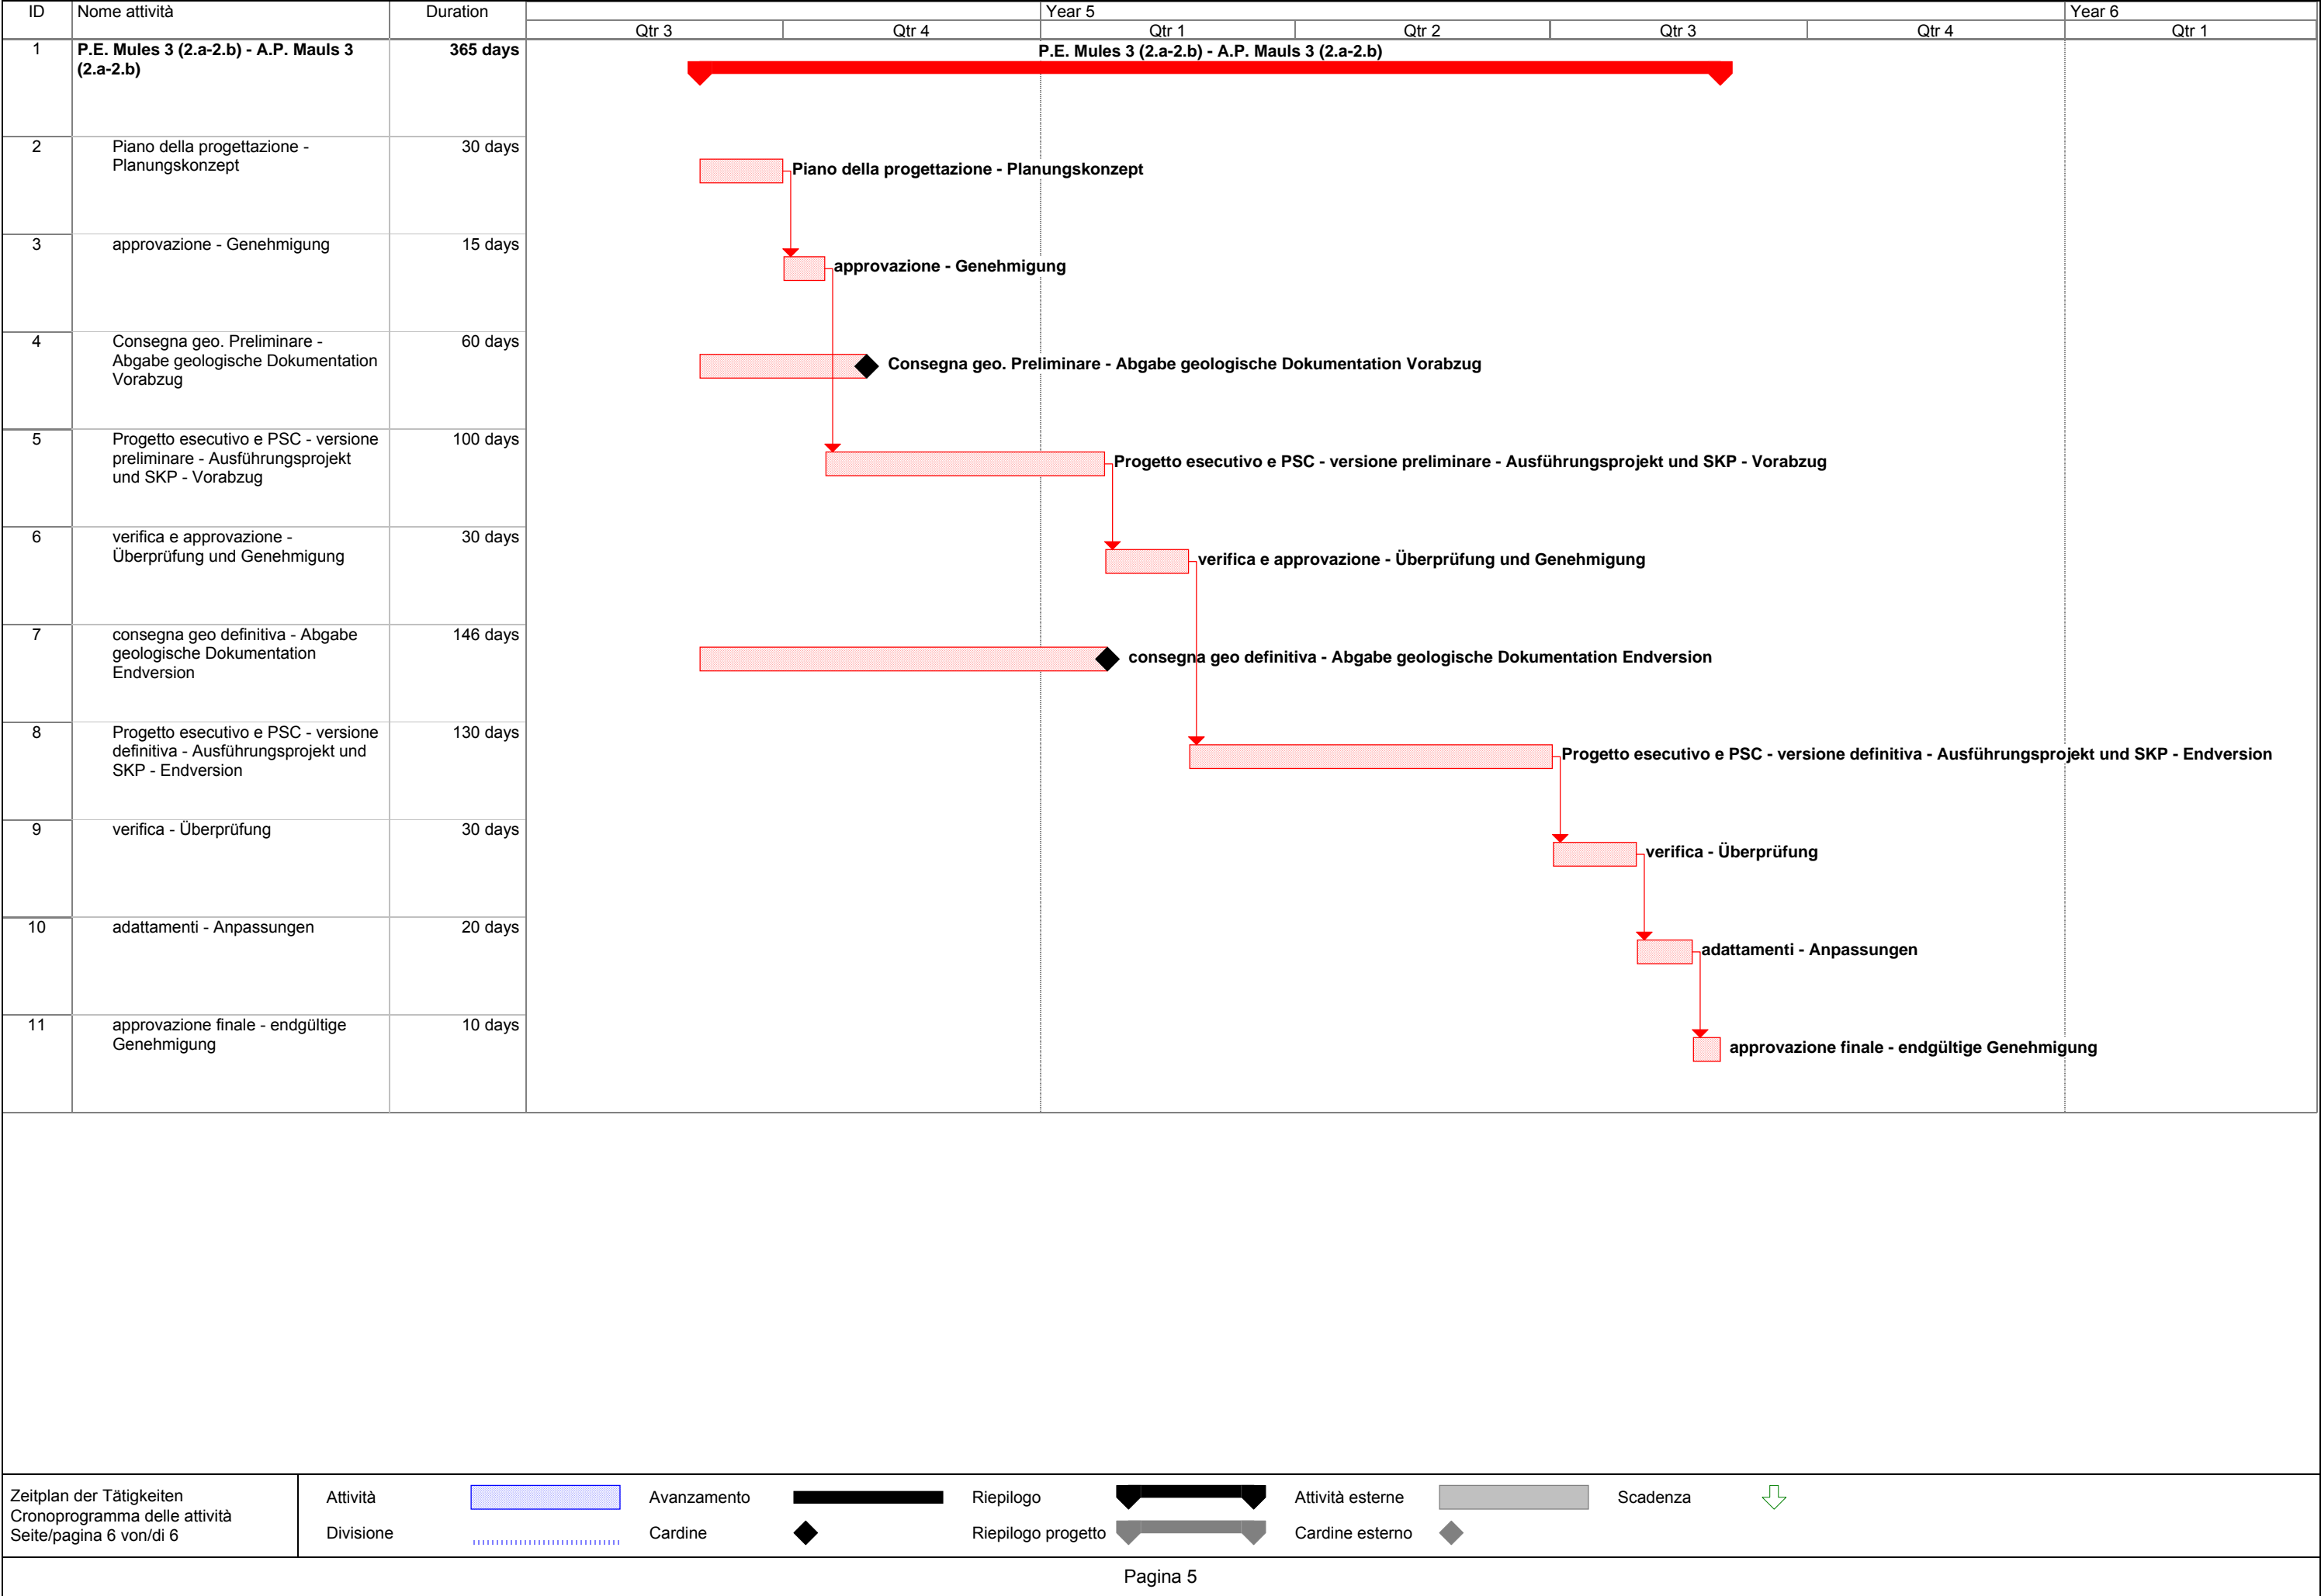 ID Nome attività Duration Year 5 Year 6
Qtr 3 Qtr 4 Qtr 1 Qtr 2 Qtr 3 Qtr 4 Qtr 1
1 P.E. Mules 3 (2.a-2.b) - A.P. Mauls 3 365 days
(2.a-2.b)
P.E. Mules 3 (2.a-2.b) - A.P. Mauls 3 (2.a-2.b)
2 Piano della progettazione - 30 days
Planungskonzept
Piano della progettazione - Planungskonzept
3 approvazione - Genehmigung 15 days
approvazione - Genehmigung
4 Consegna geo. Preliminare - 60 days
Abgabe geologische Dokumentation
Vorabzug
Consegna geo. Preliminare - Abgabe geologische Dokumentation Vorabzug
5 Progetto esecutivo e PSC - versione 100 days
preliminare - Ausführungsprojekt
und SKP - Vorabzug
Progetto esecutivo e PSC - versione preliminare - Ausführungsprojekt und SKP - Vorabzug
6 verifica e approvazione - 30 days
Überprüfung und Genehmigung
verifica e approvazione - Überprüfung und Genehmigung
7 consegna geo definitiva - Abgabe 146 days
geologische Dokumentation
Endversion
consegna geo definitiva - Abgabe geologische Dokumentation Endversion
8 Progetto esecutivo e PSC - versione 130 days
definitiva - Ausführungsprojekt und
SKP - Endversion
Progetto esecutivo e PSC - versione definitiva - Ausführungsprojekt und SKP - Endversion
9 verifica - Überprüfung 30 days
verifica - Überprüfung
10 adattamenti - Anpassungen 20 days
adattamenti - Anpassungen
11 approvazione finale - endgültige 10 days
Genehmigung
approvazione finale - endgültige Genehmigung
Zeitplan der Tätigkeiten
Cronoprogramma delle attività
Seite/pagina 6 von/di 6
Attività Avanzamento Riepilogo Attività esterne Scadenza
Divisione Cardine Riepilogo progetto Cardine esterno
Pagina 5